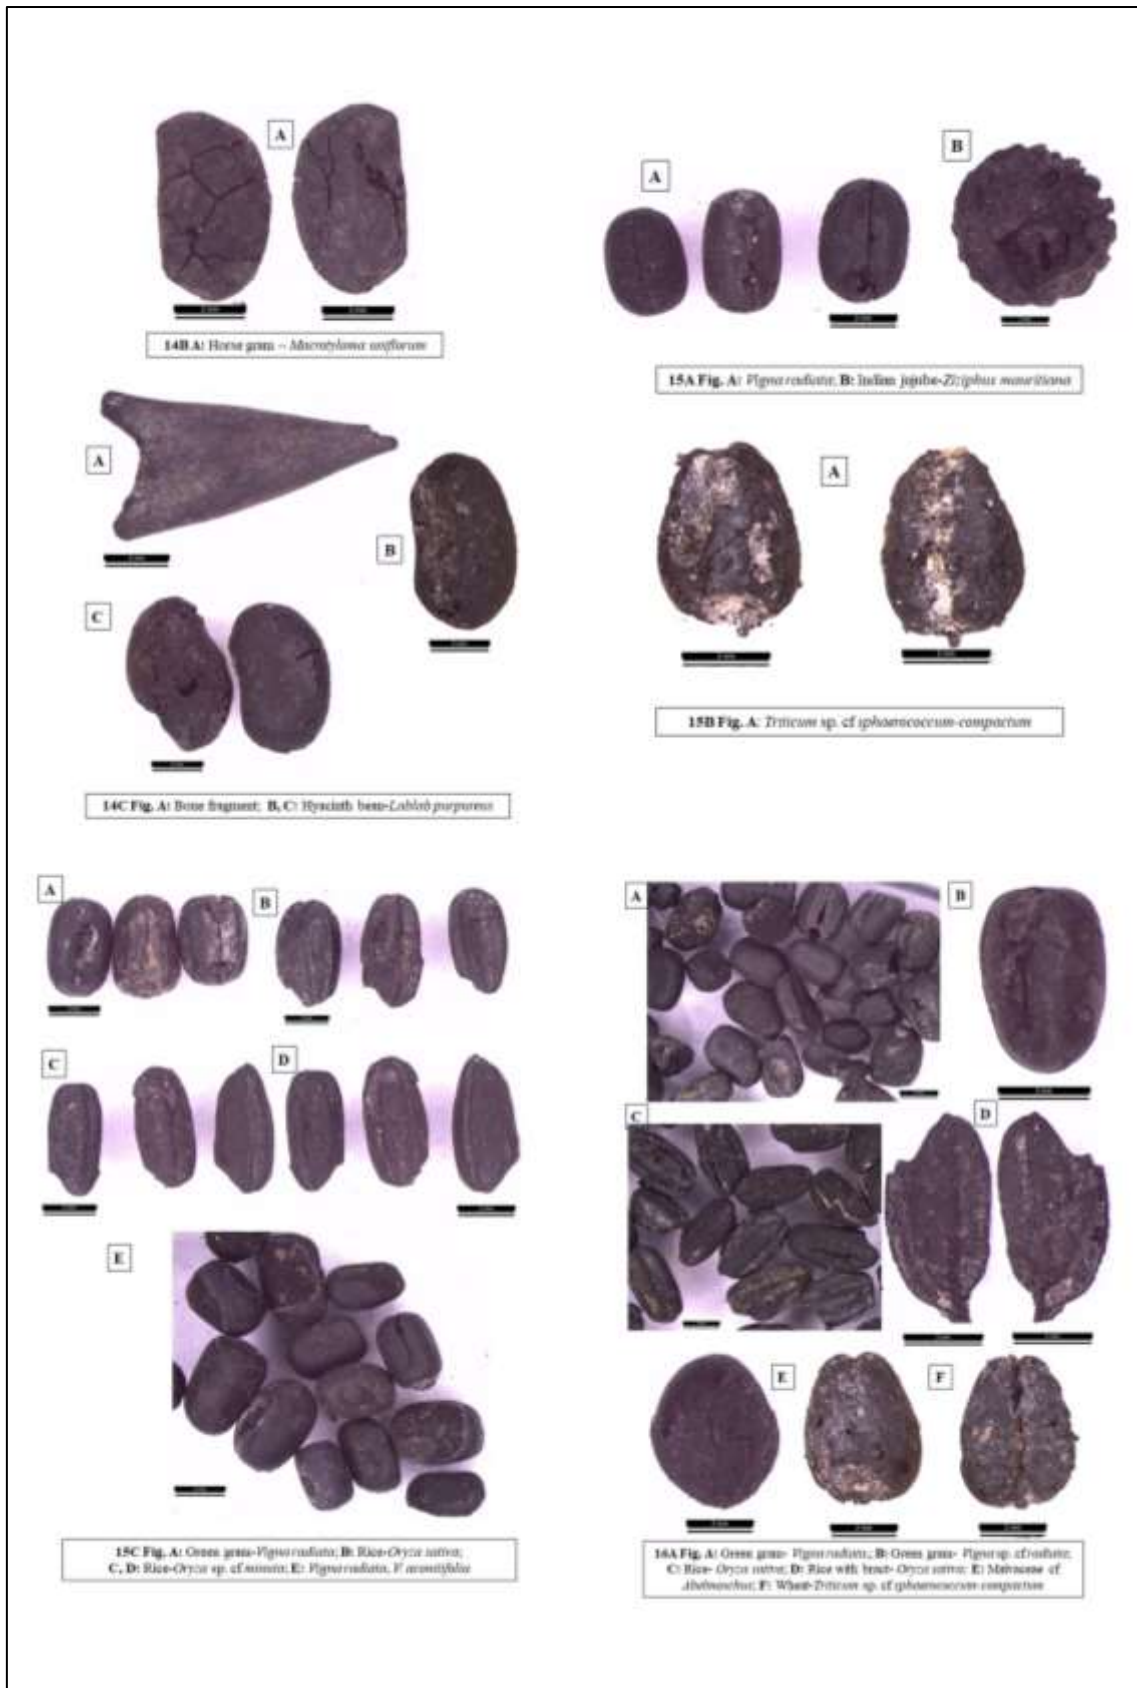 A
14B A: Horse gram – Macrotyloma uniflorum
A
B
C
14C Fig. A: Bone fragment; B, C: Hyacinth bean-Lablab purpureus
A
B
15A Fig. A: Vigna radiata; B: Indian jujube-Ziziphus mauritiana
A
15B Fig. A: Triticum sp. cf sphaerococcum-compactum
A
B
C
D
E
15C Fig. A: Green gram-Vigna radiata; B: Rice-Oryza sativa;
C, D: Rice-Oryza sp. cf nivara; E: Vigna radiata, V. aconitifolia
A
B
C
D
E
F
16A Fig. A: Green gram- Vigna radiata; B: Green gram- Vigna sp. cf radiata;
C: Rice- Oryza sativa; D: Rice with - Oryza sativa; E: Malvaceae cf
Abelmoschus; F: Wheat-Triticum sp. cf sphaerococcum-compactum